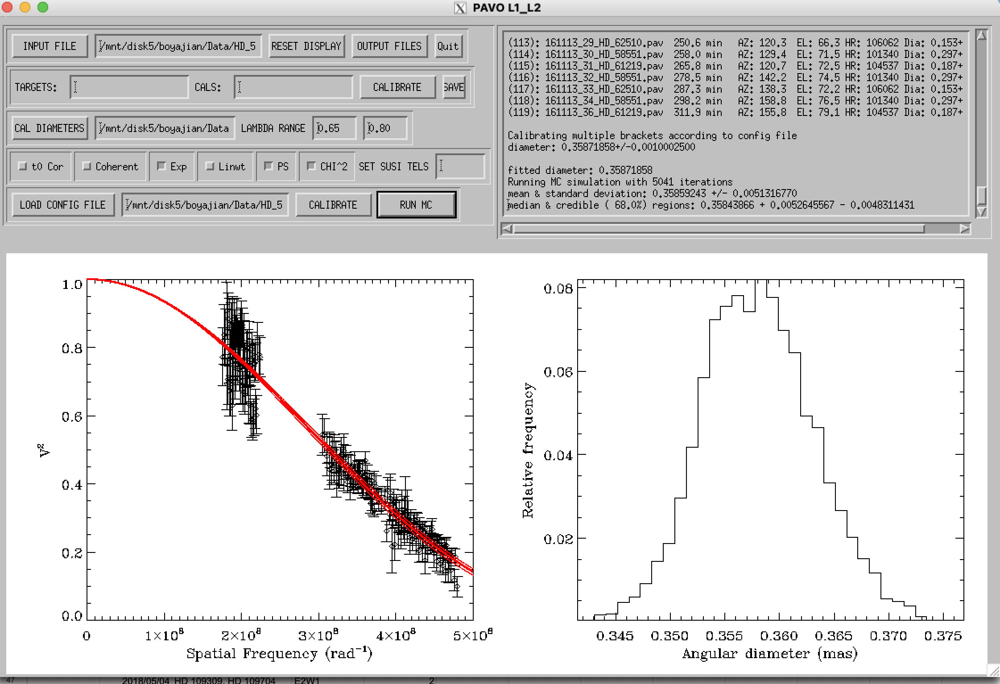 PAVO L1_L2
INPUT FILE /mnt/disk5/boyajian/Data/HD_5 RESET DISPLAY OUTPUT FILES Quit
TARGETS: CALS: CALIBRATE SAVE
CAL DIAMETERS /mnt/disk5/boyajian/Data LAMBDA RANGE 0.65 0.80
t0 Cor Coherent Exp Linwt PS CHI^2 SET SUSI TELS
LOAD CONFIG FILE /mnt/disk5/boyajian/Data/HD_5 CALIBRATE RUN MC
(113): 161113_29_HD_62510.pav 250.6 min AZ: 120.3 EL: 66.3 HR: 106062 Dia: 0.153+
(114): 161113_30_HD_58551.pav 258.0 min AZ: 129.4 EL: 71.5 HR: 101340 Dia: 0.297+
(115): 161113_31_HD_61219.pav 265.8 min AZ: 120.7 EL: 72.5 HR: 104537 Dia: 0.187+
(116): 161113_32_HD_58551.pav 278.5 min AZ: 142.2 EL: 74.5 HR: 101340 Dia: 0.297+
(117): 161113_33_HD_62510.pav 287.3 min AZ: 138.3 EL: 72.2 HR: 106062 Dia: 0.153+
(118): 161113_34_HD_58551.pav 298.2 min AZ: 158.8 EL: 76.5 HR: 101340 Dia: 0.297+
(119): 161113_36_HD_61219.pav 311.9 min AZ: 155.8 EL: 79.1 HR: 104537 Dia: 0.187+
Calibrating multiple brackets according to config file
diameter: 0.35871858+/-0.0010002500
fitted diameter: 0.35871858
Running MC simulation with 5041 iterations
mean & standard deviation: 0.35859243 +/- 0.0051316770
median & credible ( 68.0%) regions: 0.35843866 + 0.0052645567 - 0.0048311431
1.0
0.8
0.6
0.4
0.2
0.0
V²
0 1×10⁸ 2×10⁸ 3×10⁸ 4×10⁸ 5×10⁸
Spatial Frequency (rad⁻¹)
0.08
0.06
0.04
0.02
Relative frequency
0.345 0.350 0.355 0.360 0.365 0.370 0.375
Angular diameter (mas)
47 2018/05/04 HD 109309, HD 109704 E2W1 2